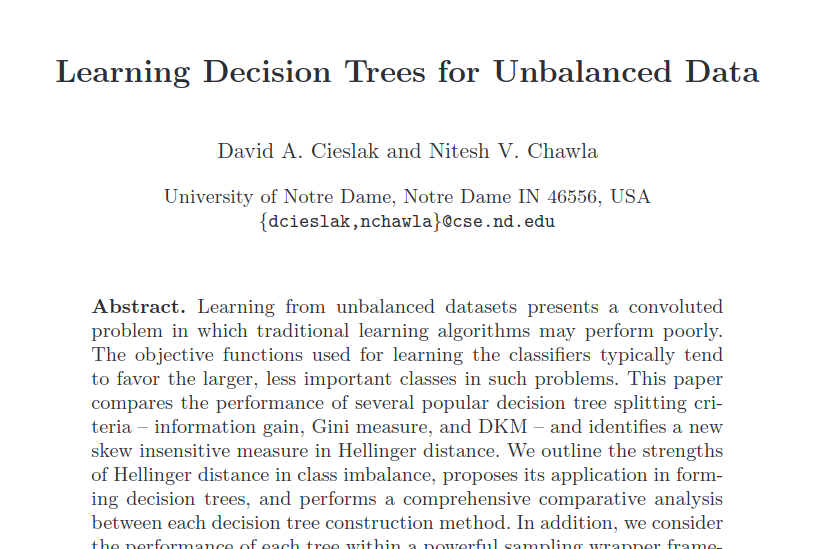 Learning Decision Trees for Unbalanced Data
David A. Cieslak and Nitesh V. Chawla
University of Notre Dame, Notre Dame IN 46556, USA
{dcieslak,nchawla}@cse.nd.edu
Abstract. Learning from unbalanced datasets presents a convoluted
problem in which traditional learning algorithms may perform poorly.
The objective functions used for learning the classifiers typically tend
to favor the larger, less important classes in such problems. This paper
compares the performance of several popular decision tree splitting cri-
teria – information gain, Gini measure, and DKM – and identifies a new
skew insensitive measure in Hellinger distance. We outline the strengths
of Hellinger distance in class imbalance, proposes its application in form-
ing decision trees, and performs a comprehensive comparative analysis
between each decision tree construction method. In addition, we consider
the performance of each tree within a powerful sampling wrapper frame-